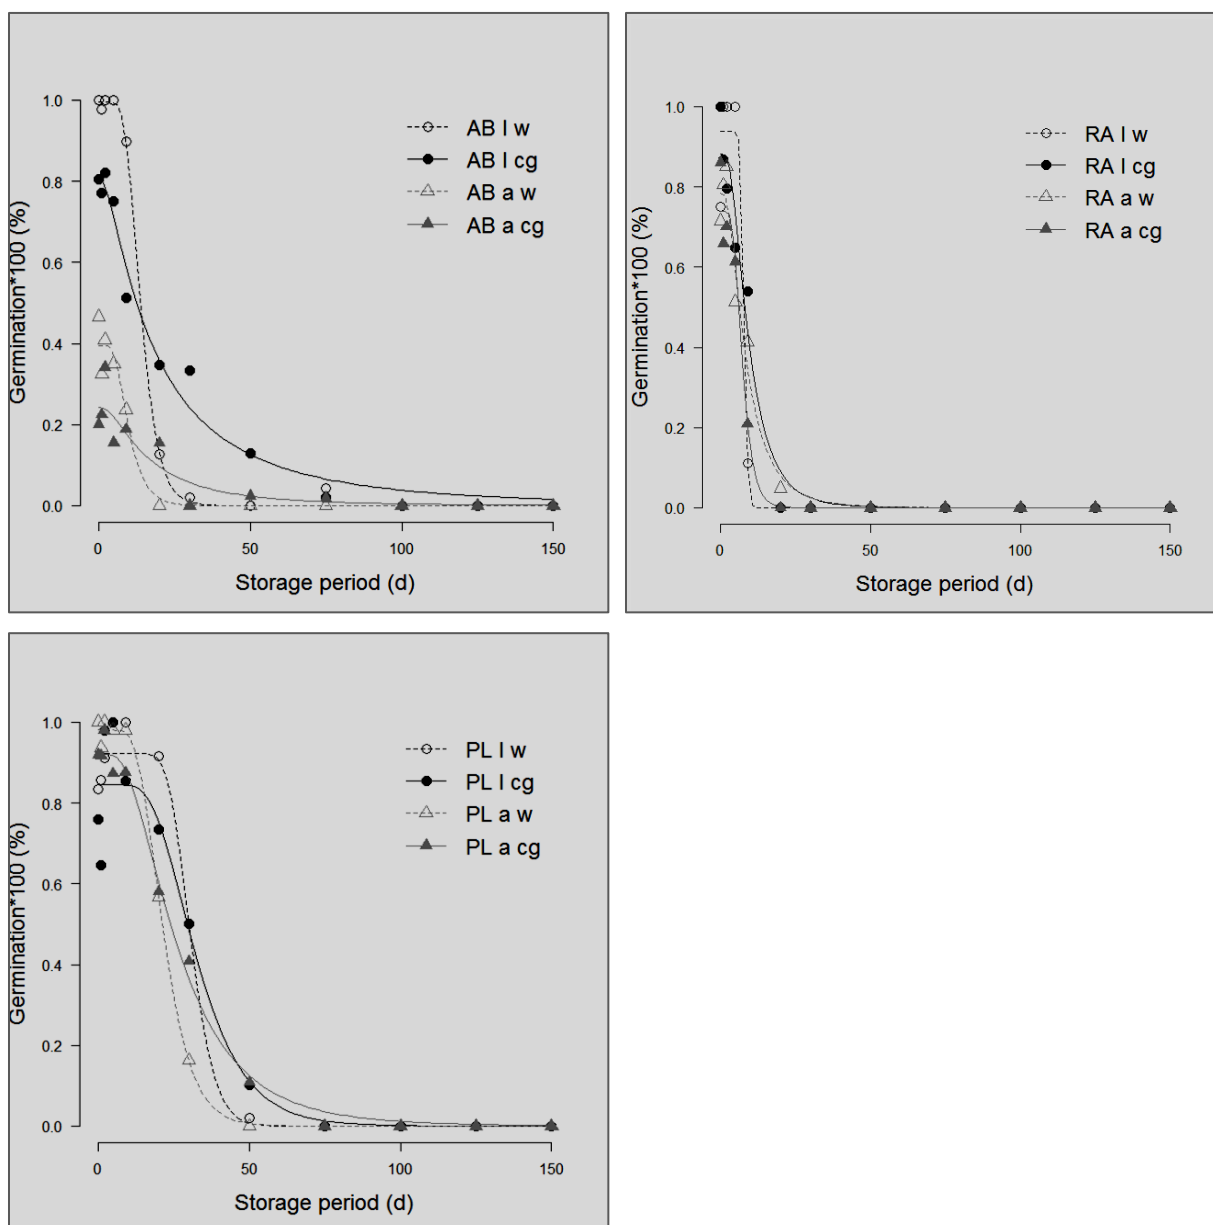 Germination*100 (%)
1.0
0.8
0.6
0.4
0.2
0.0
AB l w
AB l cg
AB a w
AB a cg
0
50
100
150
Storage period (d)
Germination*100 (%)
1.0
0.8
0.6
0.4
0.2
0.0
RA l w
RA l cg
RA a w
RA a cg
0
50
100
150
Storage period (d)
Germination*100 (%)
1.0
0.8
0.6
0.4
0.2
0.0
PL l w
PL l cg
PL a w
PL a cg
0
50
100
150
Storage period (d)